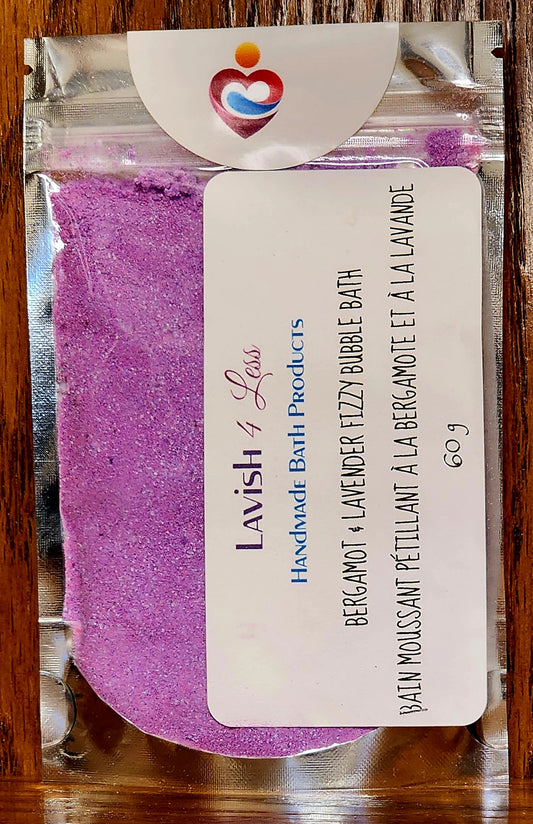 Lavish 4 Less
Handmade Bath Products
BERGAMOT & LAVENDER FIZZY BUBBLE BATH
BAIN MOUSSANT PÉTILLANT À LA BERGAMOTE ET À LA LAVANDE
60 g